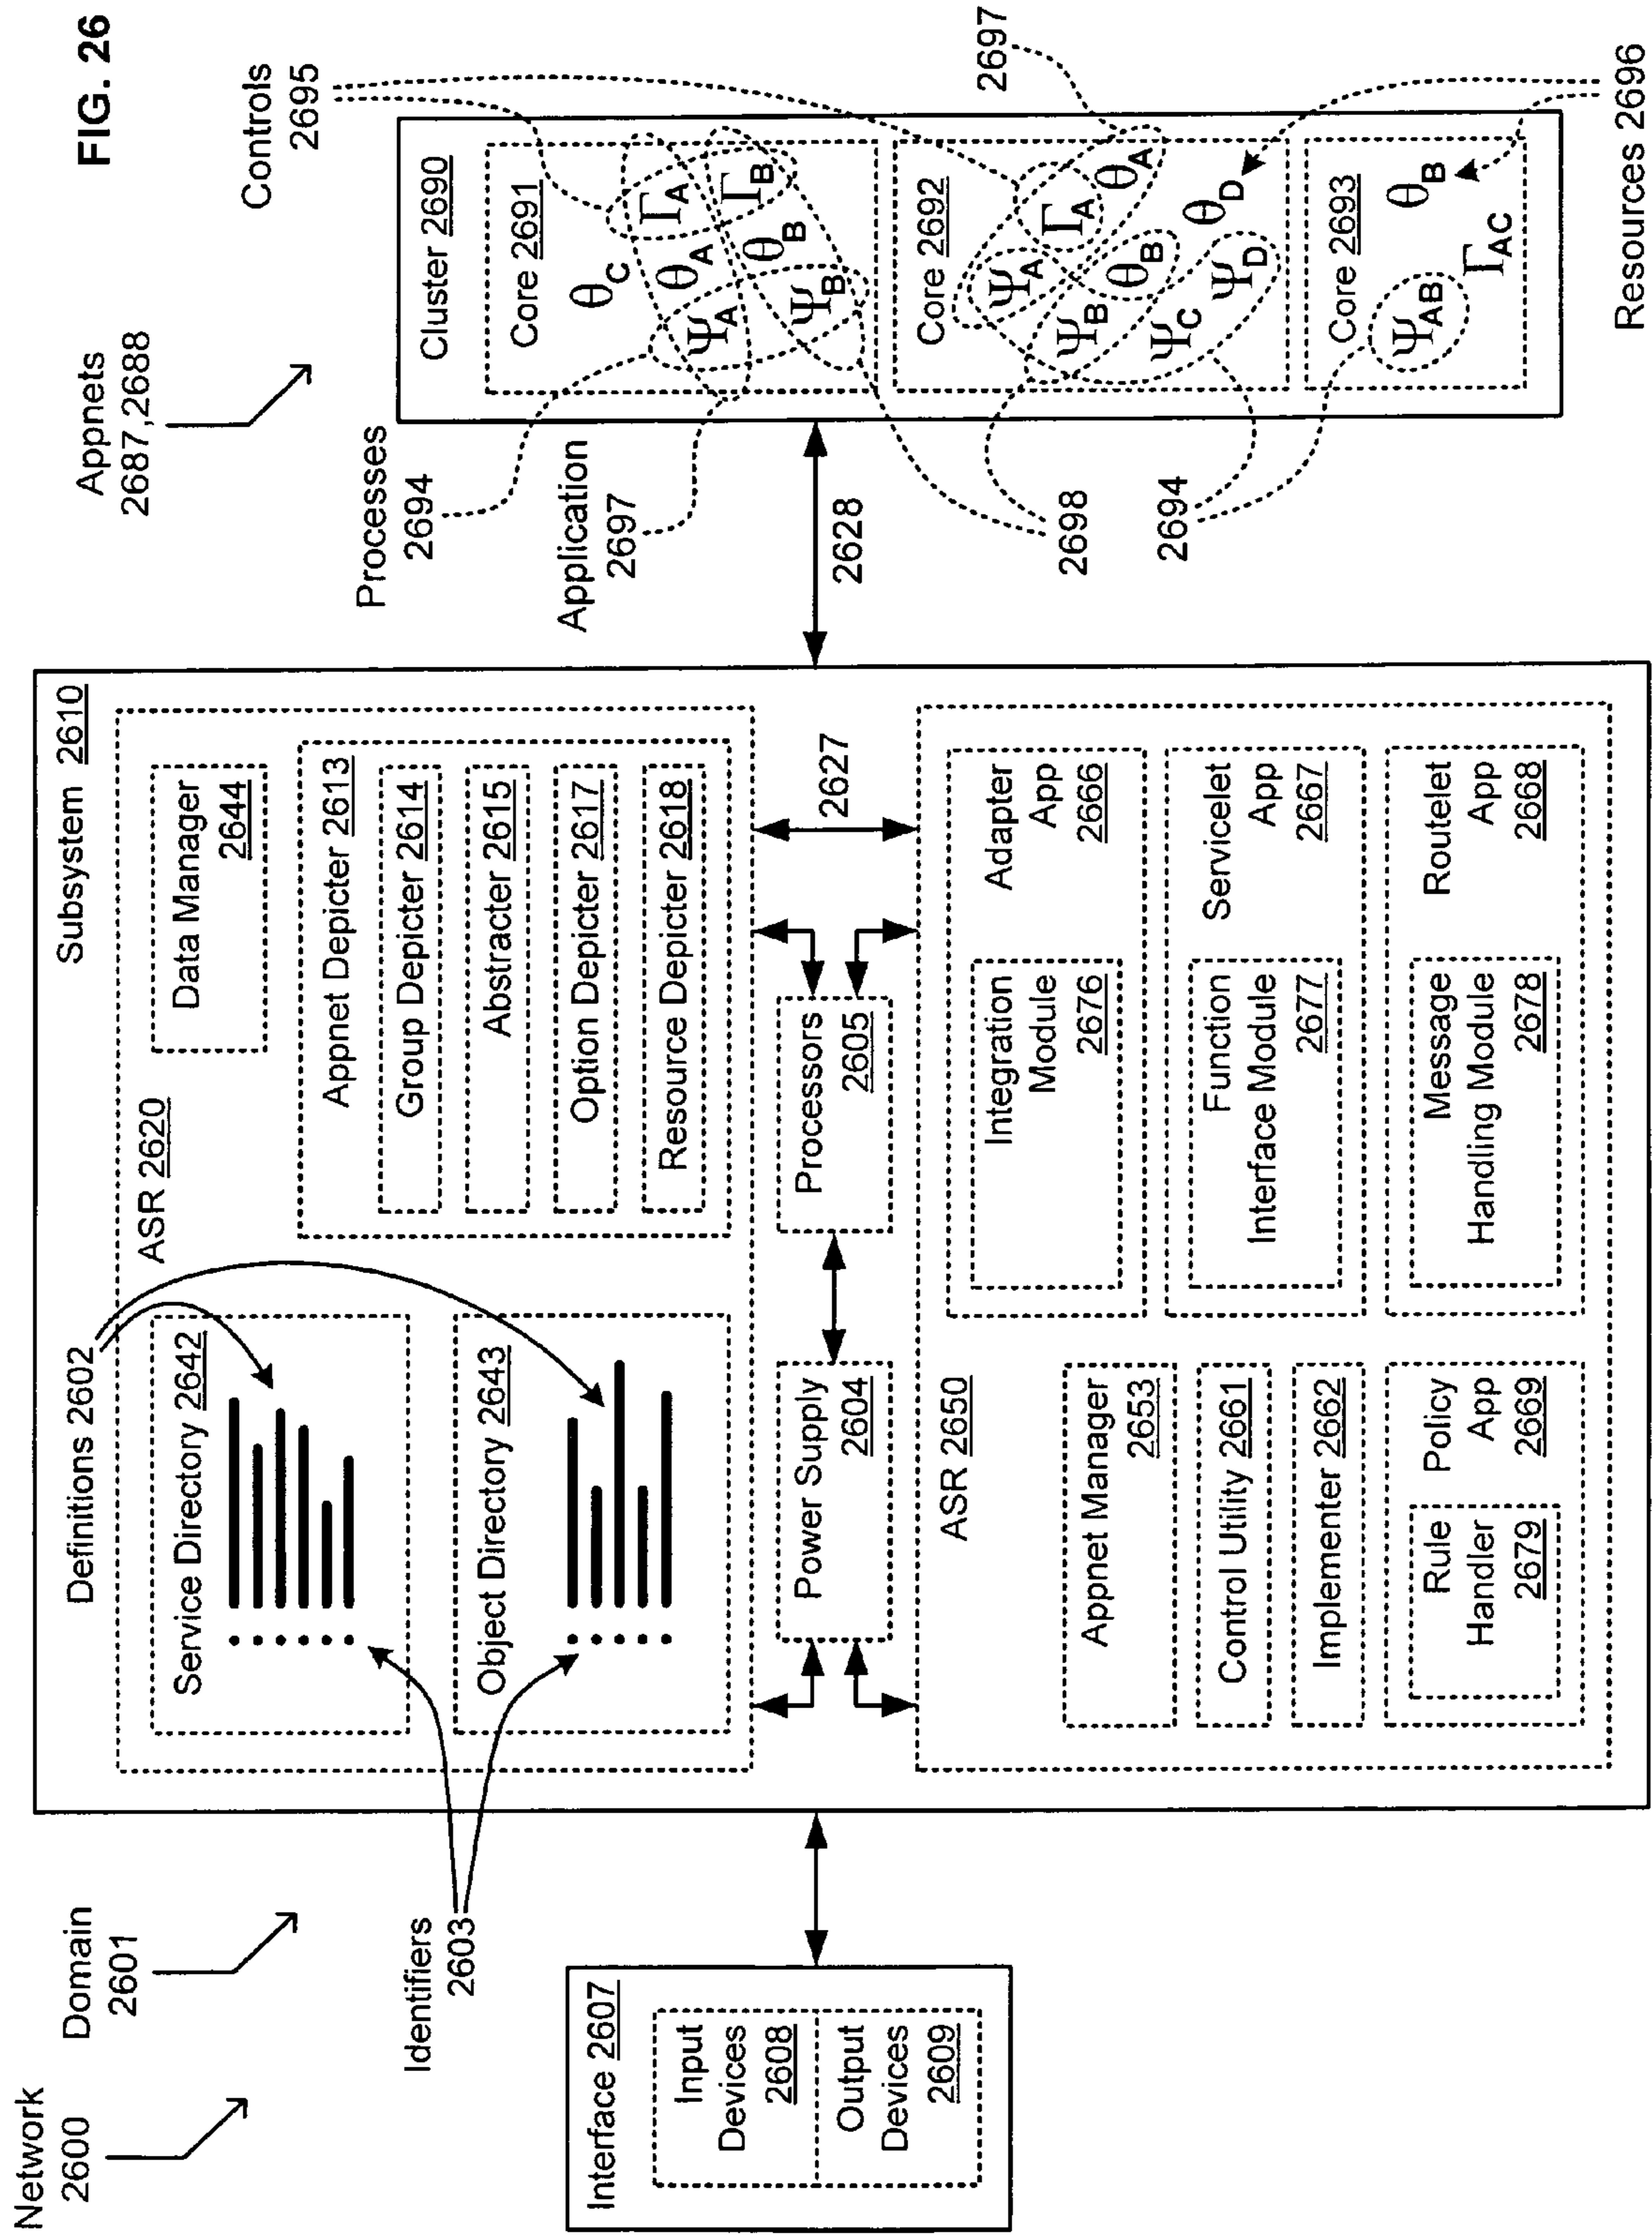 FIG. 26
Network
2600
Domain
2601
Appnets
2687,2688
Interface 2607
Input
Devices
2608
Output
Devices
2609
Identifiers
2603
Definitions 2602
Subsystem 2610
ASR 2620
Service Directory 2642
Object Directory 2643
Data Manager
2644
Appnet Depicter 2613
Group Depicter 2614
Abstracter 2615
Option Depicter 2617
Resource Depicter 2618
Power Supply
2604
Processors
2605
2627
ASR 2650
Appnet Manager
2653
Control Utility 2661
Implementer 2662
Policy
App
2669
Rule
Handler
2679
Adapter
App
2666
Integration
Module
2676
Servicelet
App
2667
Function
Interface Module
2677
Routelet
App
2668
Message
Handling Module
2678
2628
Processes
2694
Application
2697
2698
2694
Controls
2695
2697
Resources 2696
Cluster 2690
Core 2691
θC
ΨA θA ΓA
ΨB θB ΓB
Core 2692
ΨA ΓA θA
ΨB θB θD
ΨC ΨD
Core 2693
ΨAB θB
ΓAC